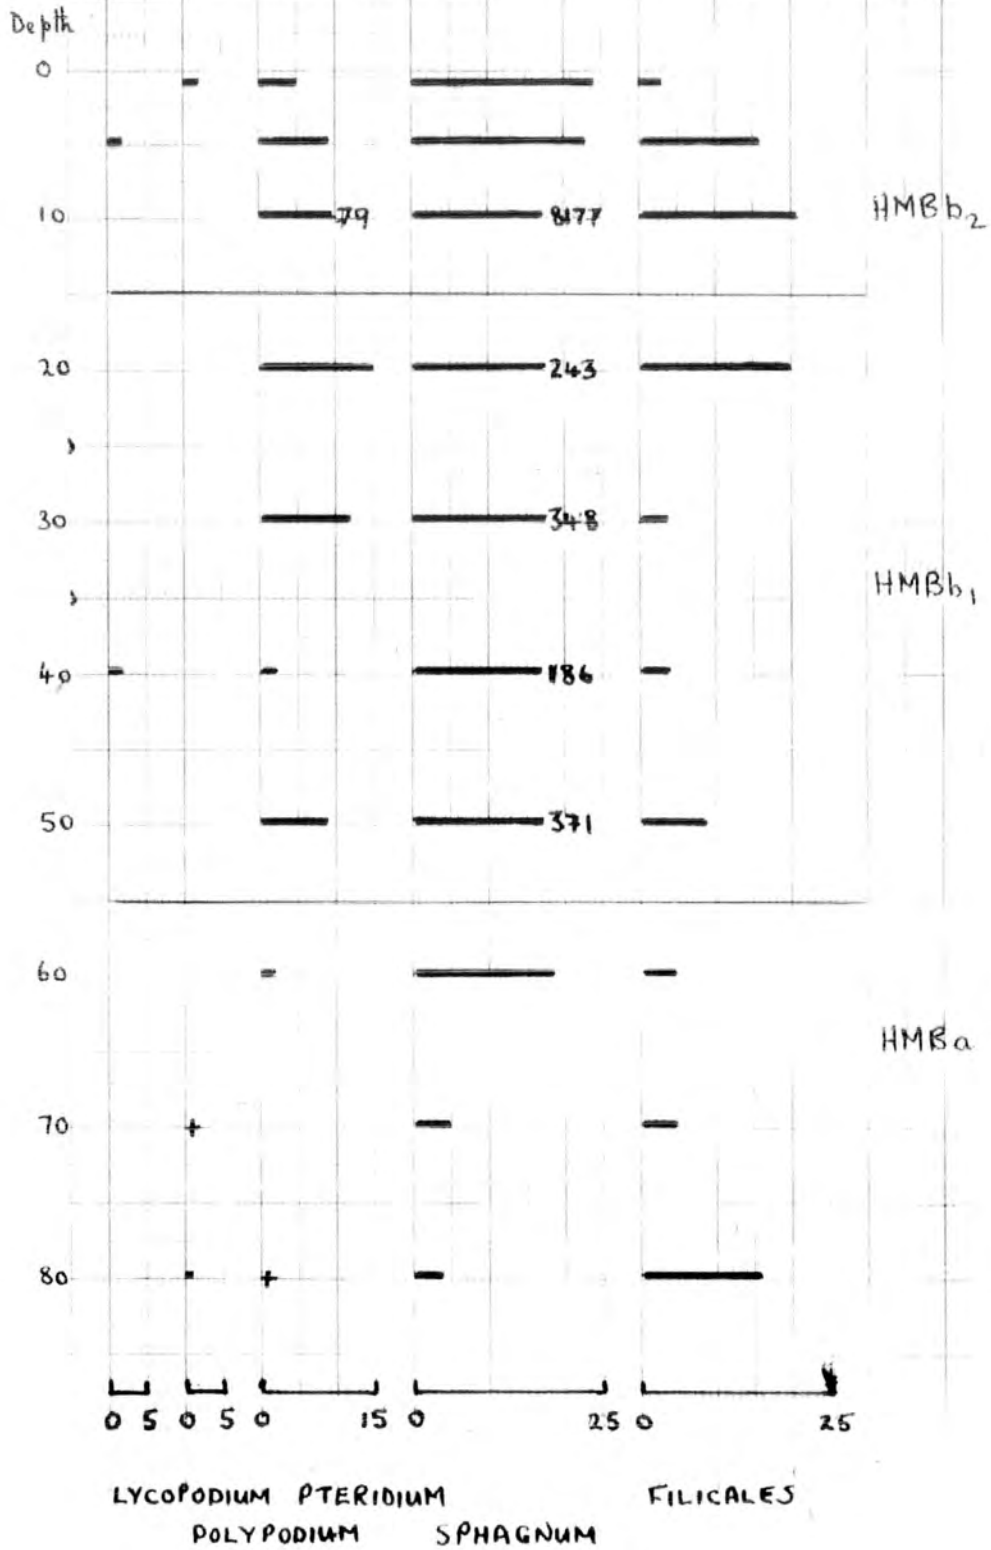 Depth
0
10 79 8177 HMBb2
20 243
30 348
HMBb1
40 186
50 371
60
HMBa
70 +
80 +
0 5 0 5 0 15 0 25 0 25
LYCOPODIUM PTERIDIUM FILICALES
POLYPODIUM SPHAGNUM